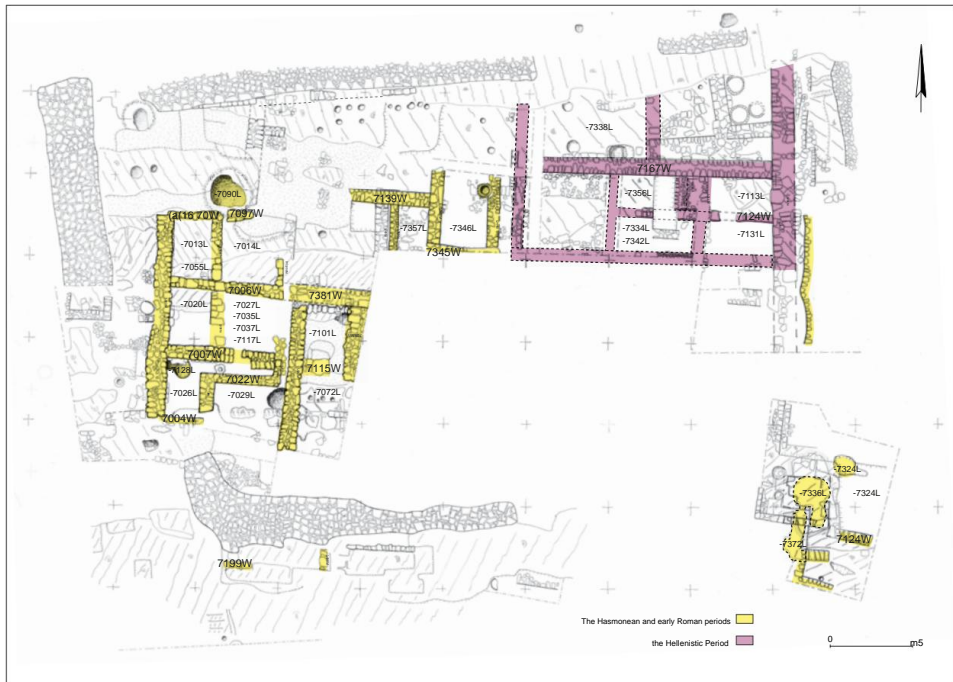 -7338L
7167W
-7090L
7139W
-7356L
-7113L
(a(16 70W
7097W
-7357L
-7346L
7124W
-7334L
-7131L
-7013L
-7014L
-7342L
7345W
-7055L
7006W
7381W
-7020L
-7027L
-7035L
-7037L
-7101L
-7117L
7007W
7115W
-7128L
7022W
-7026L
-7029L
-7072L
7004W
-7324L
-7336L
-7324L
7124W
-7372L
7199W
The Hasmonean and early Roman periods
the Hellenistic Period
0 m5